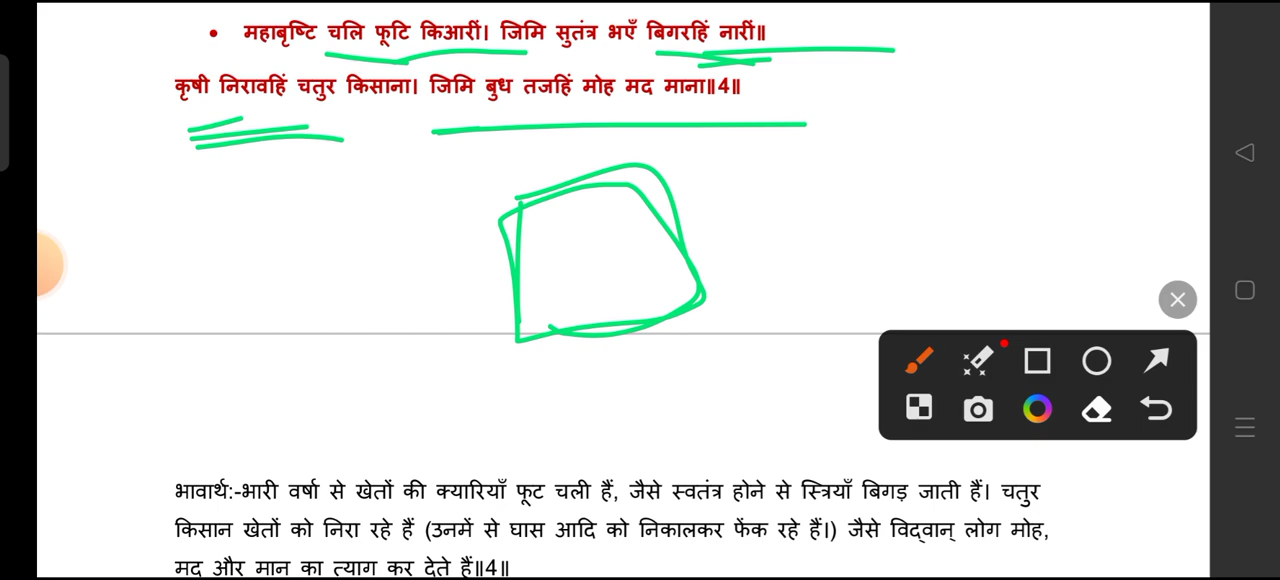 • महाबृष्टि चलि फूटि किआरीं। जिमि सुतंत्र भएँ बिगरहिं नारीं॥
कृषी निरावहिं चतुर किसाना। जिमि बुध तजहिं मोह मद माना॥4॥
भावार्थ:-भारी वर्षा से खेतों की क्यारियाँ फूट चली हैं, जैसे स्वतंत्र होने से स्त्रियाँ बिगड़ जाती हैं। चतुर
किसान खेतों को निरा रहे हैं (उनमें से घास आदि को निकालकर फेंक रहे हैं।) जैसे विद्वान् लोग मोह,
मद और मान का त्याग कर देते हैं॥4॥